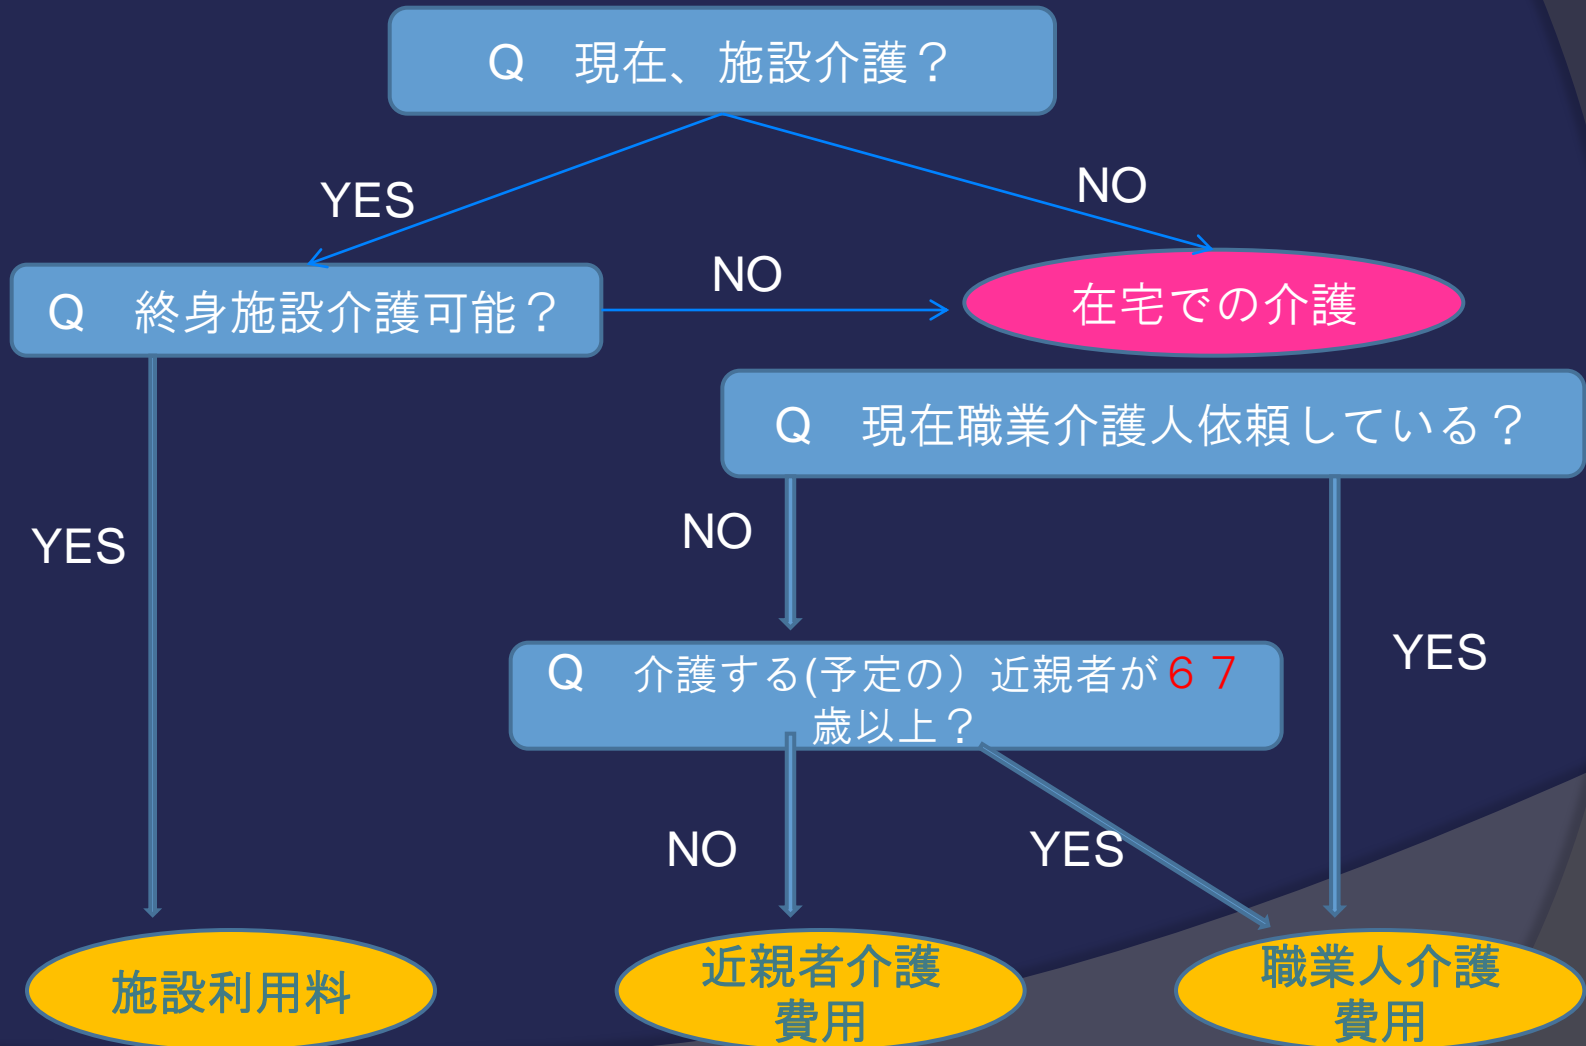 Q　現在、施設介護？
YES
NO
Q　終身施設介護可能？
NO
在宅での介護
Q　現在職業介護人依頼している？
YES
NO
YES
Q　介護する(予定の）近親者が６７
歳以上？
NO
YES
施設利用料
近親者介護
費用
職業人介護
費用